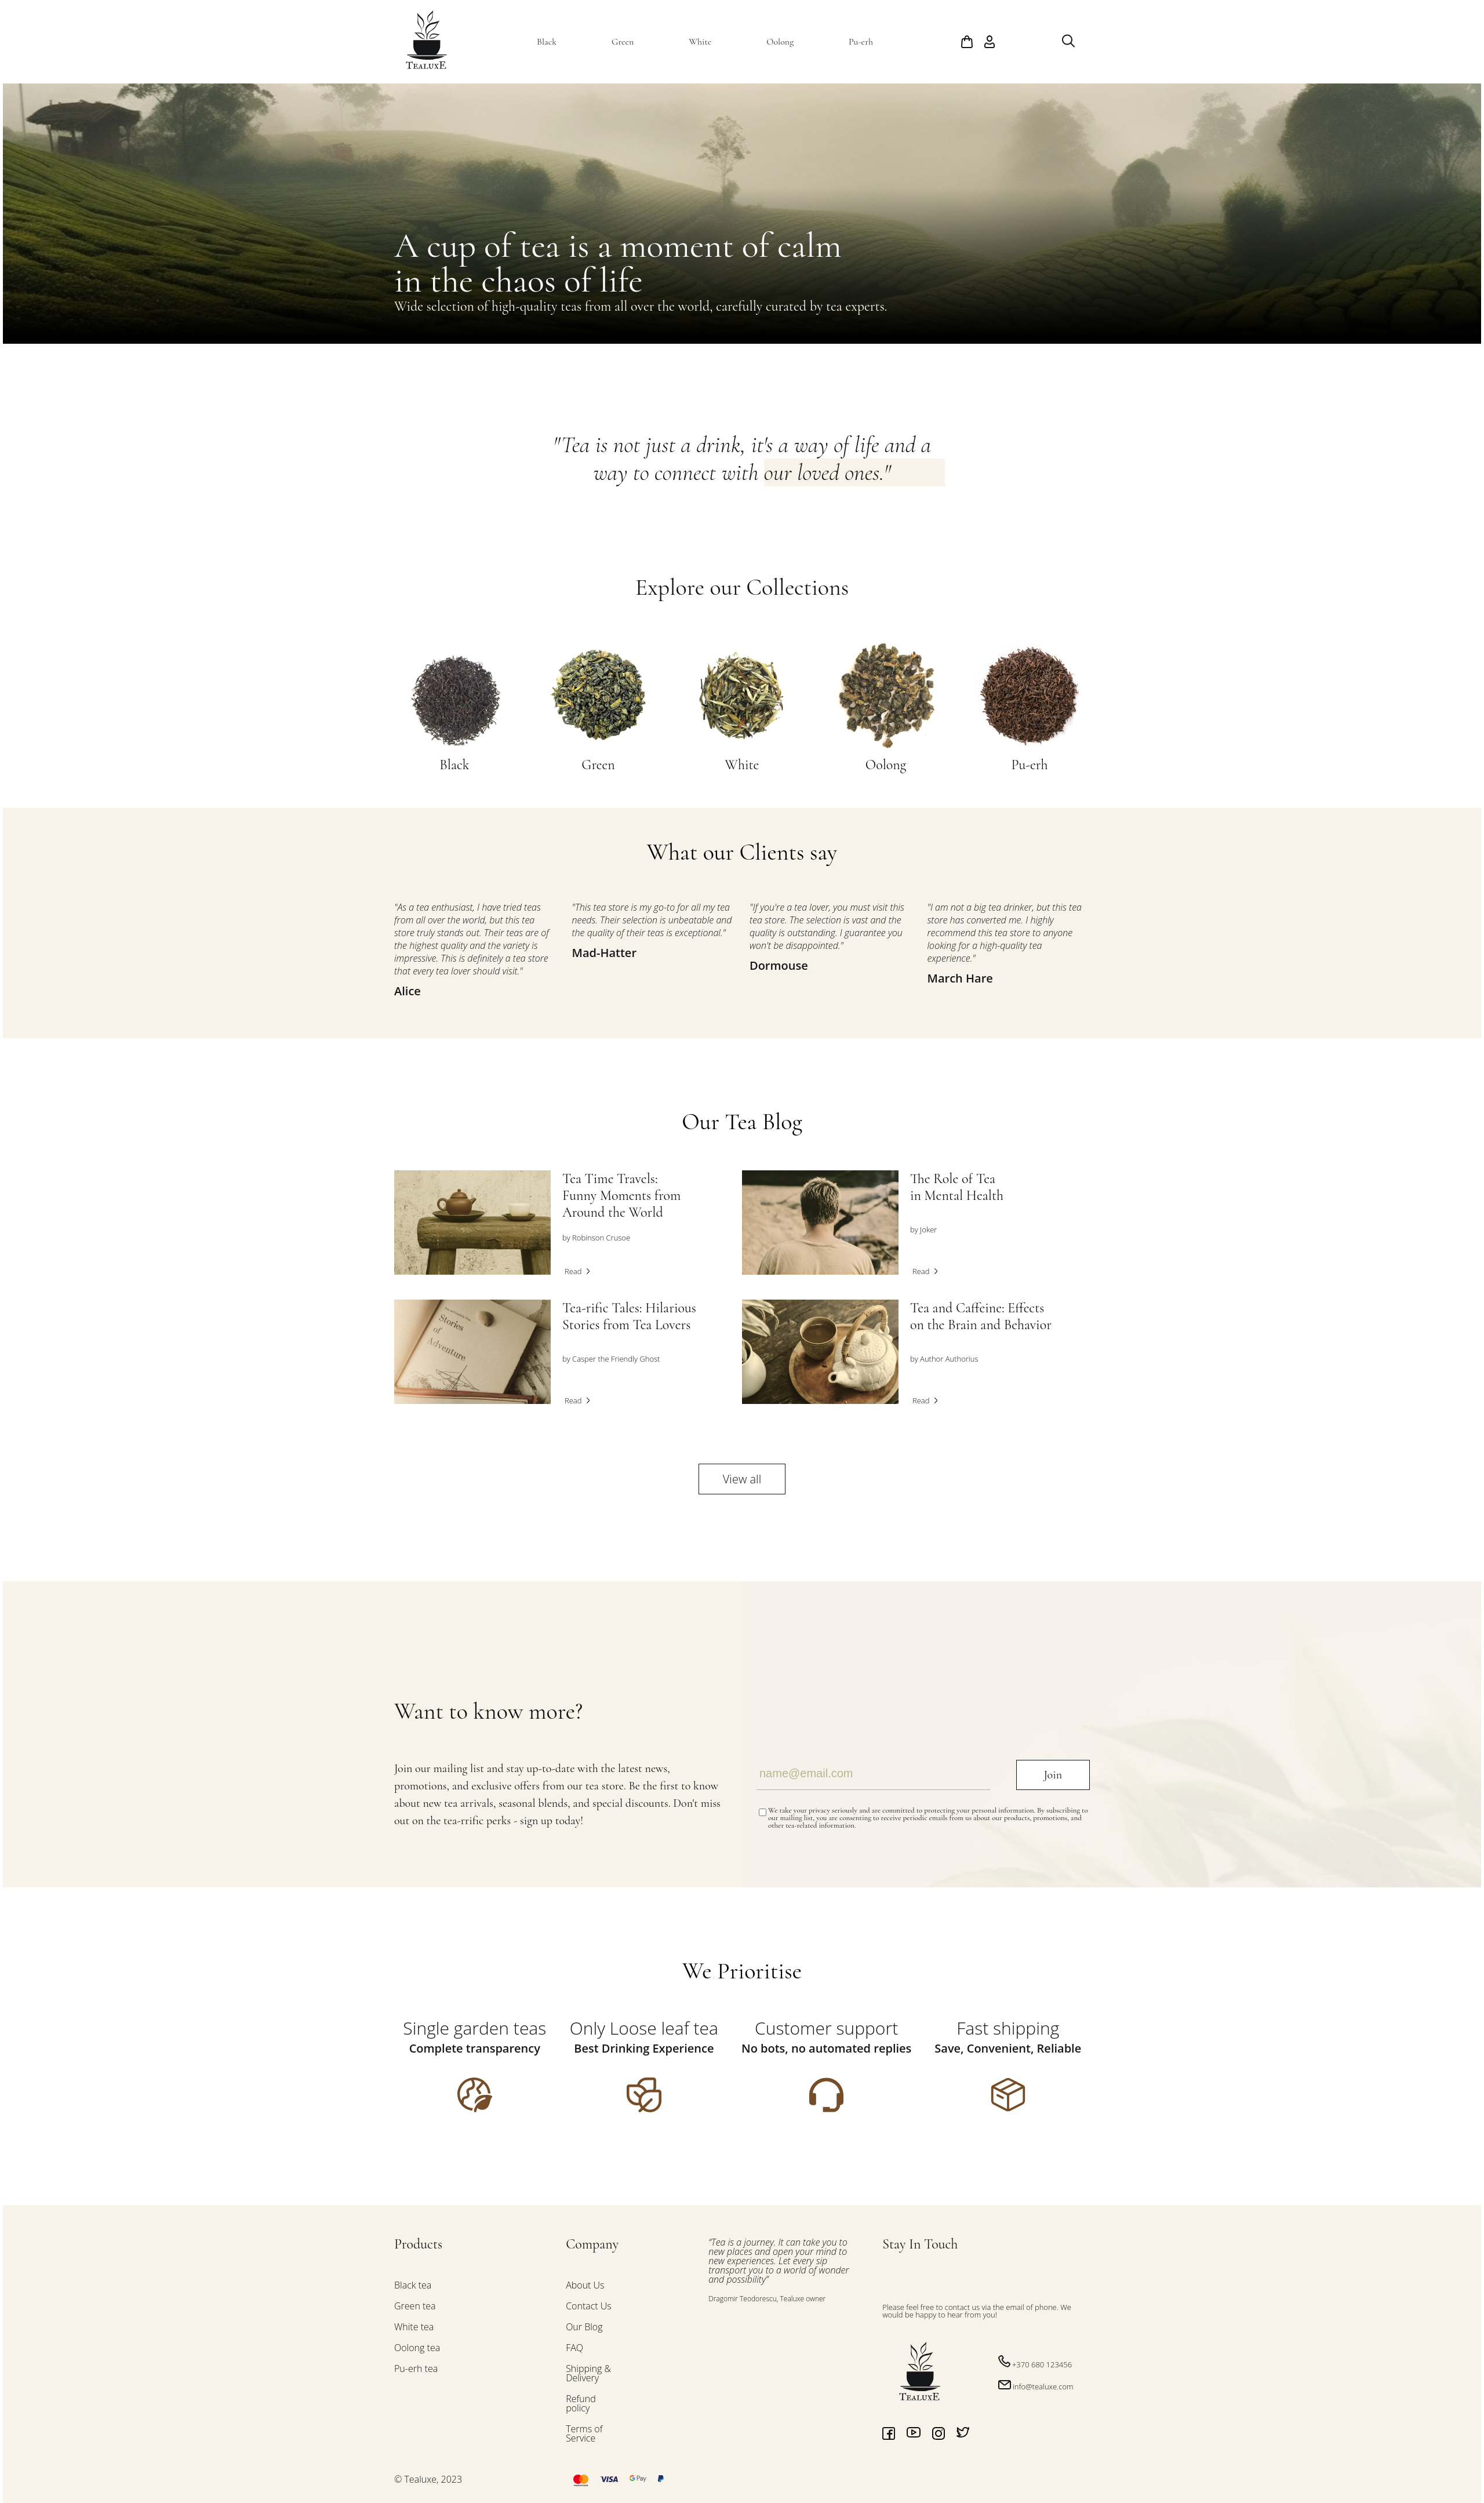 TEALUXE
Black
Green
White
Oolong
Pu-erh
A cup of tea is a moment of calm
in the chaos of life
Wide selection of high-quality teas from all over the world, carefully curated by tea experts.
"Tea is not just a drink, it's a way of life and a
way to connect with our loved ones."
Explore our Collections
Black
Green
White
Oolong
Pu-erh
What our Clients say
"As a tea enthusiast, I have tried teas
from all over the world, but this tea
store truly stands out. Their teas are of
the highest quality and the variety is
impressive. This is definitely a tea store
that every tea lover should visit."
Alice
"This tea store is my go-to for all my tea
needs. Their selection is unbeatable and
the quality of their teas is exceptional."
Mad-Hatter
"If you're a tea lover, you must visit this
tea store. The selection is vast and the
quality is outstanding. I guarantee you
won't be disappointed."
Dormouse
"I am not a big tea drinker, but this tea
store has converted me. I highly
recommend this tea store to anyone
looking for a high-quality tea
experience."
March Hare
Our Tea Blog
Tea Time Travels:
Funny Moments from
Around the World
by Robinson Crusoe
Read
The Role of Tea
in Mental Health
by Joker
Read
Stories
of
Adventure
Tea-rific Tales: Hilarious
Stories from Tea Lovers
by Casper the Friendly Ghost
Read
Tea and Caffeine: Effects
on the Brain and Behavior
by Author Authorius
Read
View all
Want to know more?
Join our mailing list and stay up-to-date with the latest news,
promotions, and exclusive offers from our tea store. Be the first to know
about new tea arrivals, seasonal blends, and special discounts. Don't miss
out on the tea-rrific perks - sign up today!
name@email.com
Join
We take your privacy seriously and are committed to protecting your personal information. By subscribing to
our mailing list, you are consenting to receive periodic emails from us about our products, promotions, and
other tea-related information.
We Prioritise
Single garden teas
Complete transparency
Only Loose leaf tea
Best Drinking Experience
Customer support
No bots, no automated replies
Fast shipping
Save, Convenient, Reliable
Products
Black tea
Green tea
White tea
Oolong tea
Pu-erh tea
Company
About Us
Contact Us
Our Blog
FAQ
Shipping &
Delivery
Refund
policy
Terms of
Service
"Tea is a journey. It can take you to
new places and open your mind to
new experiences. Let every sip
transport you to a world of wonder
and possibility"
Dragomir Teodorescu, Tealuxe owner
Stay In Touch
Please feel free to contact us via the email of phone. We
would be happy to hear from you!
TEALUXE
+370 680 123456
info@tealuxe.com
© Tealuxe, 2023
VISA
G Pay